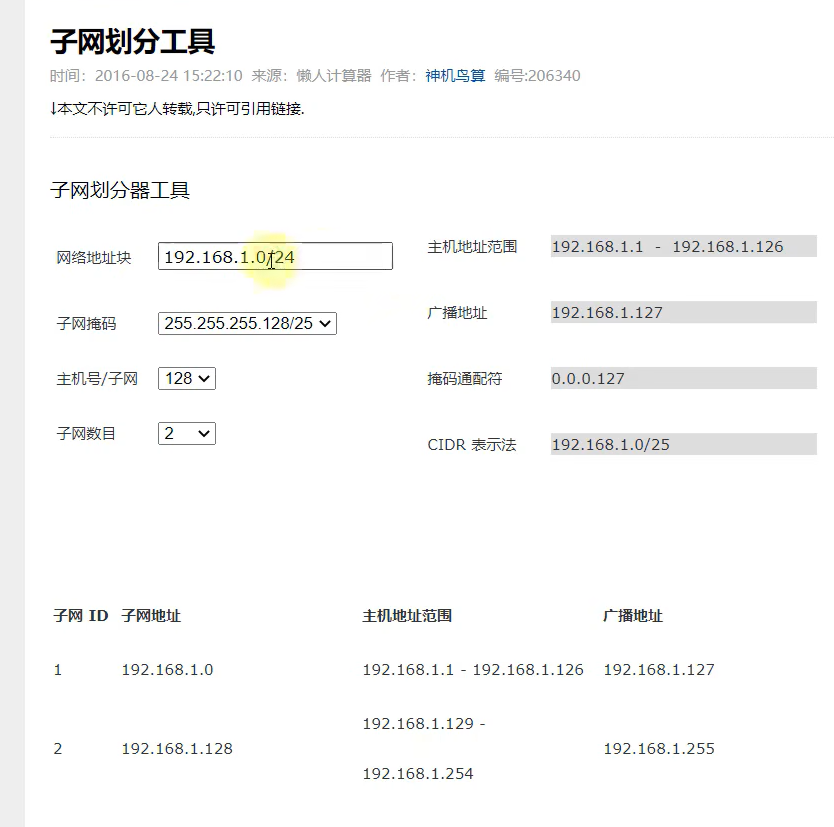 子网划分工具
时间：2016-08-24 15:22:10 来源：懒人计算器 作者：神机鸟算 编号:206340
↓本文不许可它人转载,只许可引用链接.
子网划分器工具
网络地址块 192.168.1.0/24
主机地址范围 192.168.1.1 - 192.168.1.126
子网掩码 255.255.255.128/25
广播地址 192.168.1.127
主机号/子网 128
掩码通配符 0.0.0.127
子网数目 2
CIDR 表示法 192.168.1.0/25
子网 ID 子网地址 主机地址范围 广播地址
1 192.168.1.0 192.168.1.1 - 192.168.1.126 192.168.1.127
192.168.1.129 -
2 192.168.1.128 192.168.1.255
192.168.1.254